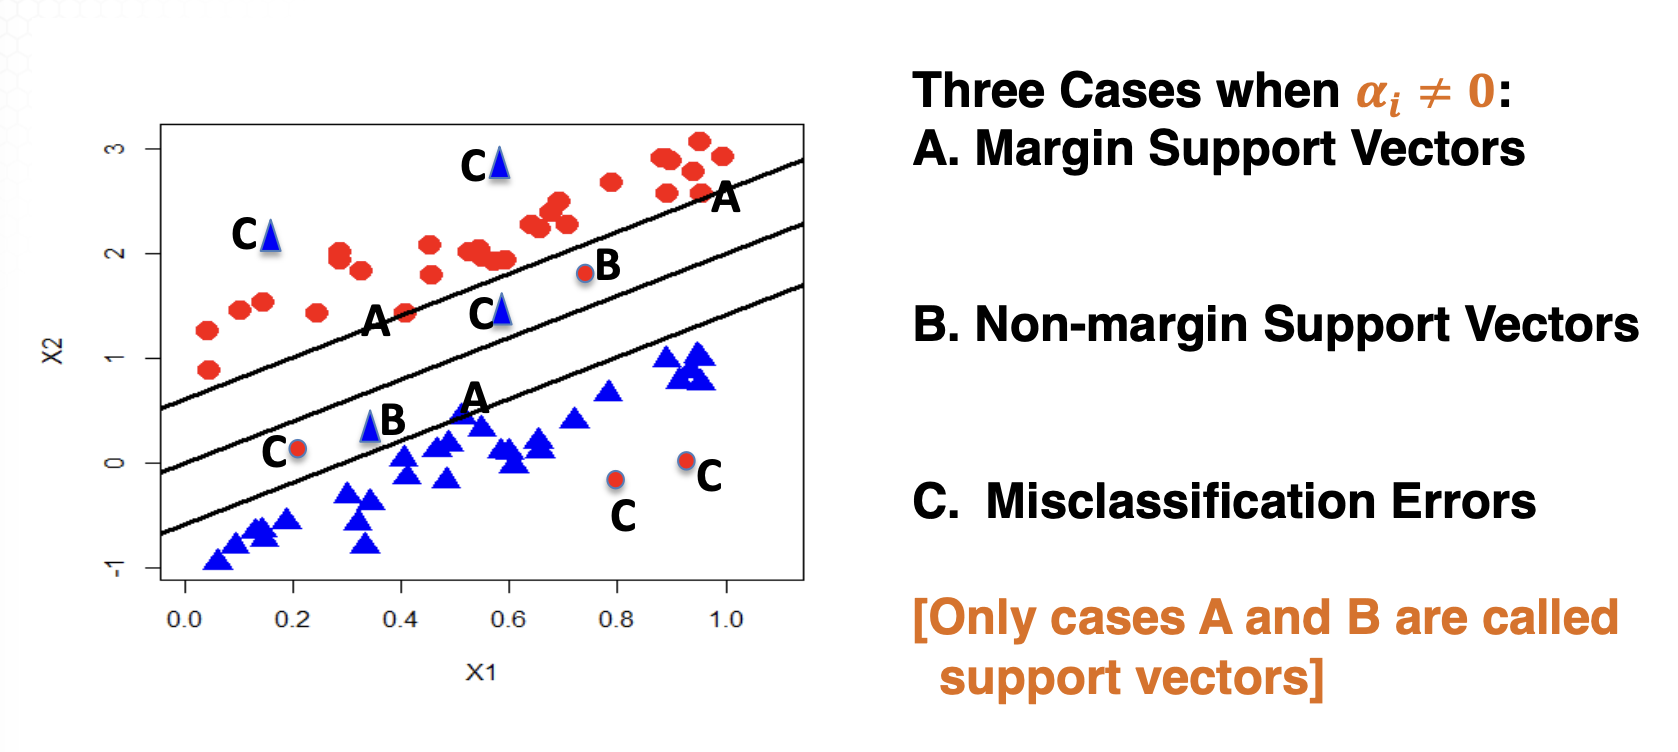 3
2
1
0
-1
X2
0.0 0.2 0.4 0.6 0.8 1.0
X1
C
C
A
B
C
A
A
B
C
C
C
Three Cases when αᵢ ≠ 0:
A. Margin Support Vectors
B. Non-margin Support Vectors
C. Misclassification Errors
[Only cases A and B are called
support vectors]